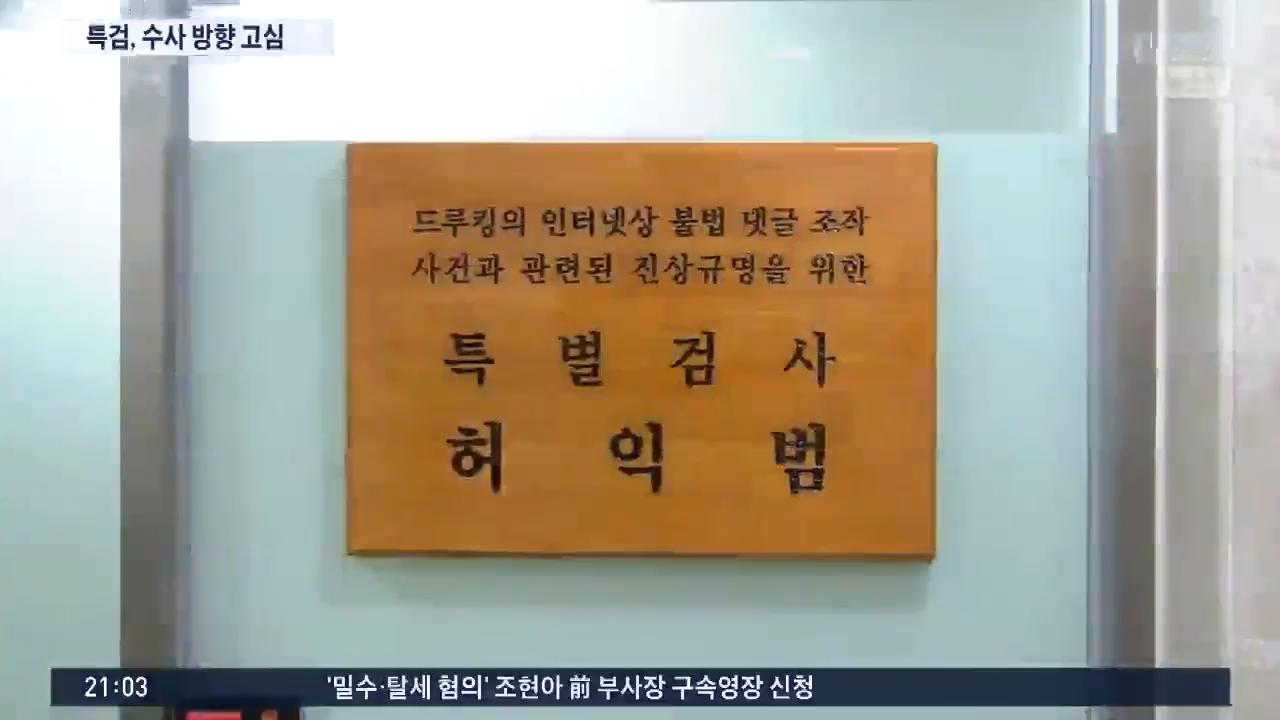 특검, 수사 방향 고심
드루킹의 인터넷상 불법 댓글 조작
사건과 관련된 진상규명을 위한
특 별 검 사
허 익 범
21:03 '밀수·탈세 혐의' 조현아 前 부사장 구속영장 신청